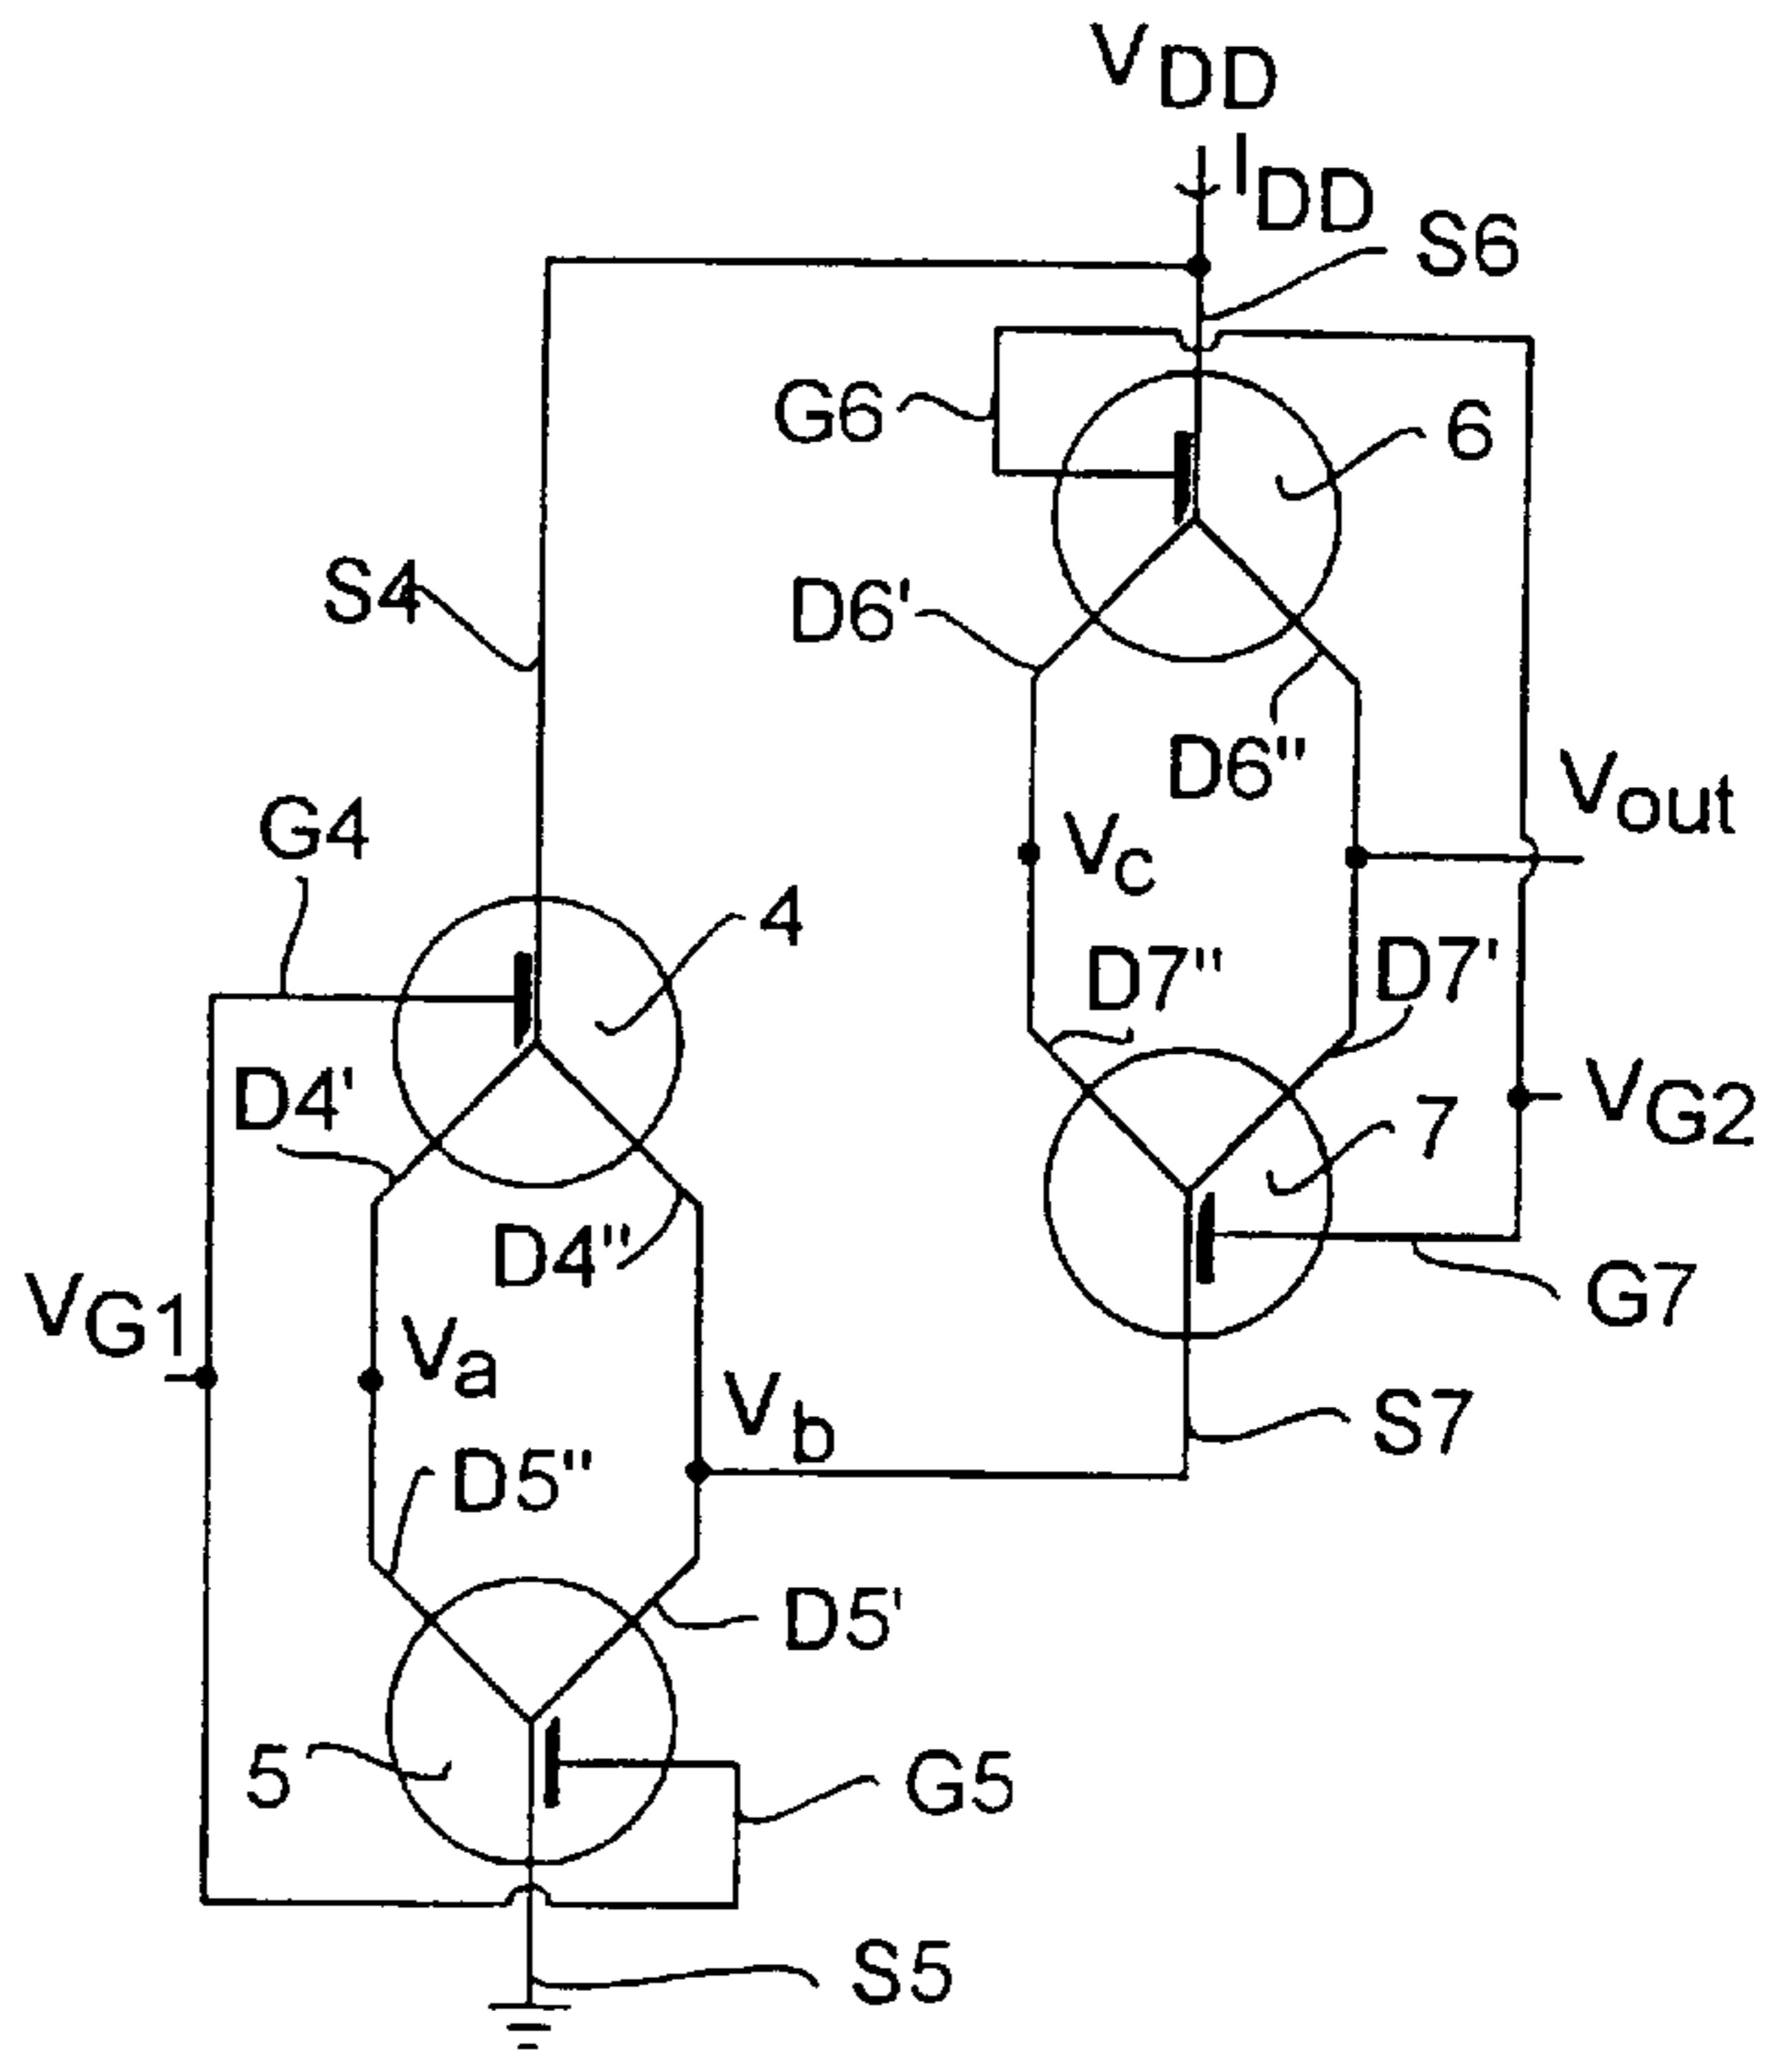 VDD
IDD
S6
G6
6
S4
D6'
D6"
Vout
G4
Vc
4
D7"
D7'
D4'
VG2
7
D4"
G7
VG1
Va
Vb
S7
D5"
D5'
5
G5
S5